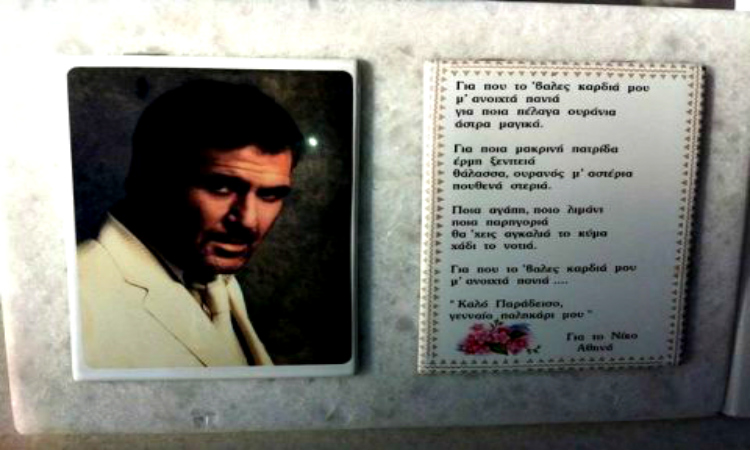 Για που το 'βαλες καρδιά μου
μ' ανοιχτά πανιά
για ποια πέλαγα ουράνια
άστρα μαγικά.
Για ποια μακρινή πατρίδα
έρμη ξενιτειά
θάλασσα, ουρανός μ' αστέρια
πουθενά στεριά.
Ποια αγάπη, ποιο λιμάνι
ποια παρηγοριά
θα 'χεις αγκαλιά το κύμα
χάδι το νοτιά.
Για που το 'βαλες καρδιά μου
μ' ανοιχτά πανιά ....
" Καλό Παράδεισο,
γενναίο παληκάρι μου "
Για το Νίκο
Αθηνά